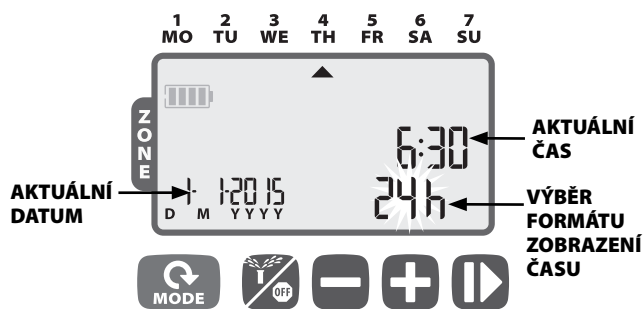 1 2 3 4 5 6 7
MO TU WE TH FR SA SU
ZONE
6:30
AKTUÁLNÍ
ČAS
AKTUÁLNÍ
DATUM
1- 1-2015
D M YYYY
24h
VÝBĚR
FORMÁTU
ZOBRAZENÍ
ČASU
MODE
OFF